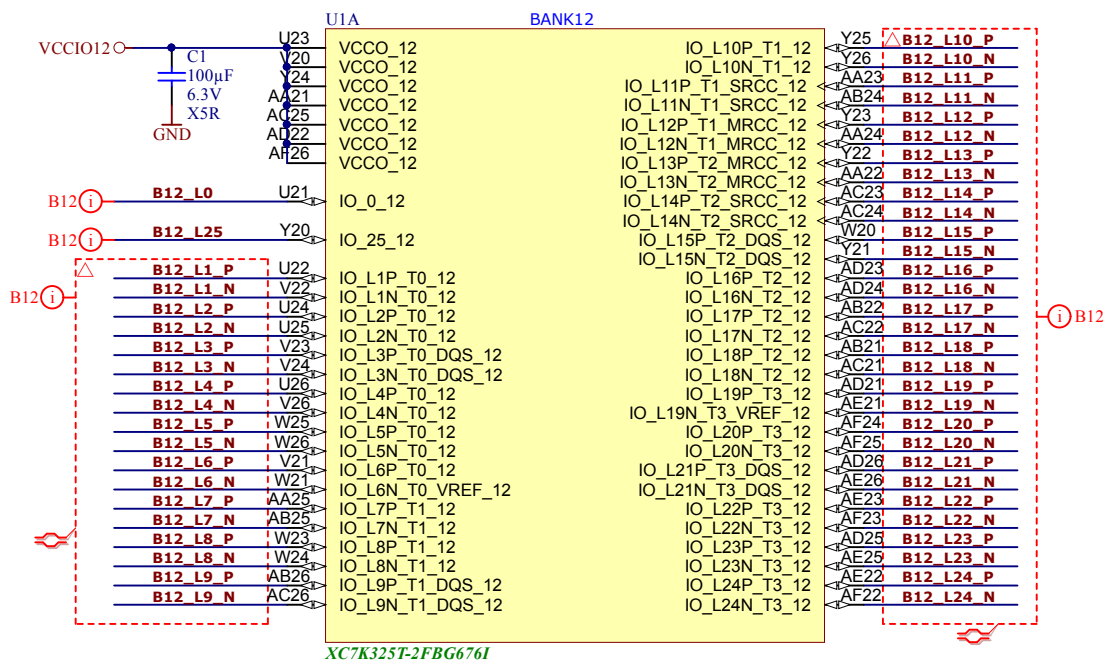 U1A BANK12
VCCIO12
C1
100µF
6.3V
X5R
GND
U23 VCCO_12
V20 VCCO_12
Y24 VCCO_12
AA21 VCCO_12
AC25 VCCO_12
AD22 VCCO_12
AF26 VCCO_12
B12 i B12_L0 U21 IO_0_12
B12 i B12_L25 Y20 IO_25_12
B12 i
B12_L1_P U22 IO_L1P_T0_12
B12_L1_N V22 IO_L1N_T0_12
B12_L2_P U24 IO_L2P_T0_12
B12_L2_N U25 IO_L2N_T0_12
B12_L3_P V23 IO_L3P_T0_DQS_12
B12_L3_N V24 IO_L3N_T0_DQS_12
B12_L4_P U26 IO_L4P_T0_12
B12_L4_N V26 IO_L4N_T0_12
B12_L5_P W25 IO_L5P_T0_12
B12_L5_N W26 IO_L5N_T0_12
B12_L6_P V21 IO_L6P_T0_12
B12_L6_N W21 IO_L6N_T0_VREF_12
B12_L7_P AA25 IO_L7P_T1_12
B12_L7_N AB25 IO_L7N_T1_12
B12_L8_P W23 IO_L8P_T1_12
B12_L8_N W24 IO_L8N_T1_12
B12_L9_P AB26 IO_L9P_T1_DQS_12
B12_L9_N AC26 IO_L9N_T1_DQS_12
IO_L10P_T1_12 Y25 B12_L10_P
IO_L10N_T1_12 Y26 B12_L10_N
IO_L11P_T1_SRCC_12 AA23 B12_L11_P
IO_L11N_T1_SRCC_12 AB24 B12_L11_N
IO_L12P_T1_MRCC_12 Y23 B12_L12_P
IO_L12N_T1_MRCC_12 AA24 B12_L12_N
IO_L13P_T2_MRCC_12 Y22 B12_L13_P
IO_L13N_T2_MRCC_12 AA22 B12_L13_N
IO_L14P_T2_SRCC_12 AC23 B12_L14_P
IO_L14N_T2_SRCC_12 AC24 B12_L14_N
IO_L15P_T2_DQS_12 W20 B12_L15_P
IO_L15N_T2_DQS_12 Y21 B12_L15_N
IO_L16P_T2_12 AD23 B12_L16_P
IO_L16N_T2_12 AD24 B12_L16_N
IO_L17P_T2_12 AB22 B12_L17_P
IO_L17N_T2_12 AC22 B12_L17_N
IO_L18P_T2_12 AB21 B12_L18_P
IO_L18N_T2_12 AC21 B12_L18_N
IO_L19P_T3_12 AD21 B12_L19_P
IO_L19N_T3_VREF_12 AE21 B12_L19_N
IO_L20P_T3_12 AF24 B12_L20_P
IO_L20N_T3_12 AF25 B12_L20_N
IO_L21P_T3_DQS_12 AD26 B12_L21_P
IO_L21N_T3_DQS_12 AE26 B12_L21_N
IO_L22P_T3_12 AE23 B12_L22_P
IO_L22N_T3_12 AF23 B12_L22_N
IO_L23P_T3_12 AD25 B12_L23_P
IO_L23N_T3_12 AE25 B12_L23_N
IO_L24P_T3_12 AE22 B12_L24_P
IO_L24N_T3_12 AF22 B12_L24_N
i B12
XC7K325T-2FBG676I